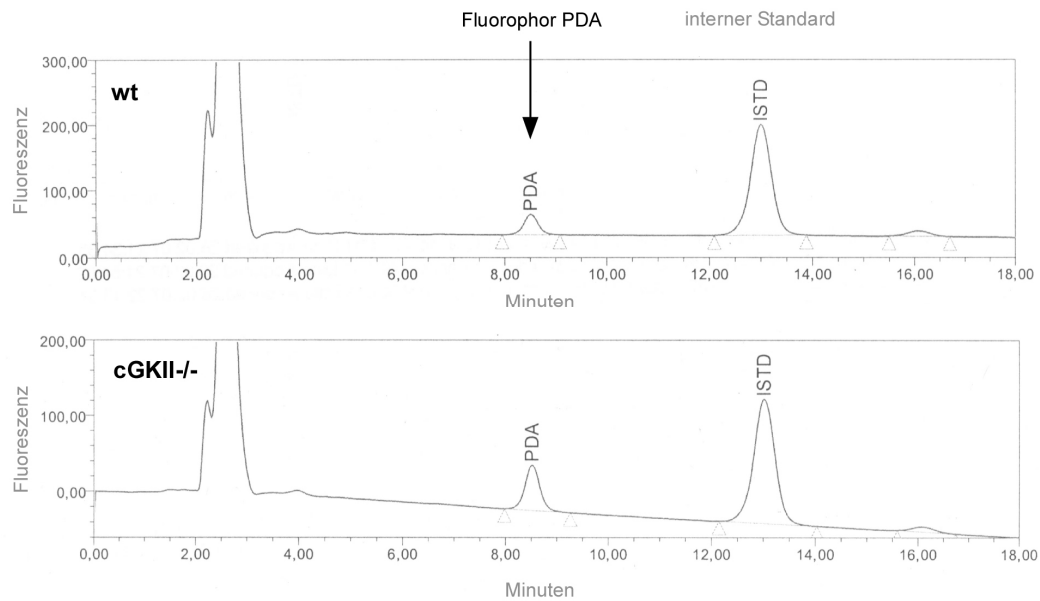 Fluorophor PDA interner Standard
300,00
wt
ISTD
200,00
Fluoreszenz
PDA
100,00
0,00
0,00 2,00 4,00 6,00 8,00 10,00 12,00 14,00 16,00 18,00
Minuten
200,00
cGKII-/-
ISTD
100,00
Fluoreszenz
PDA
0,00
0,00 2,00 4,00 6,00 8,00 10,00 12,00 14,00 16,00 18,00
Minuten